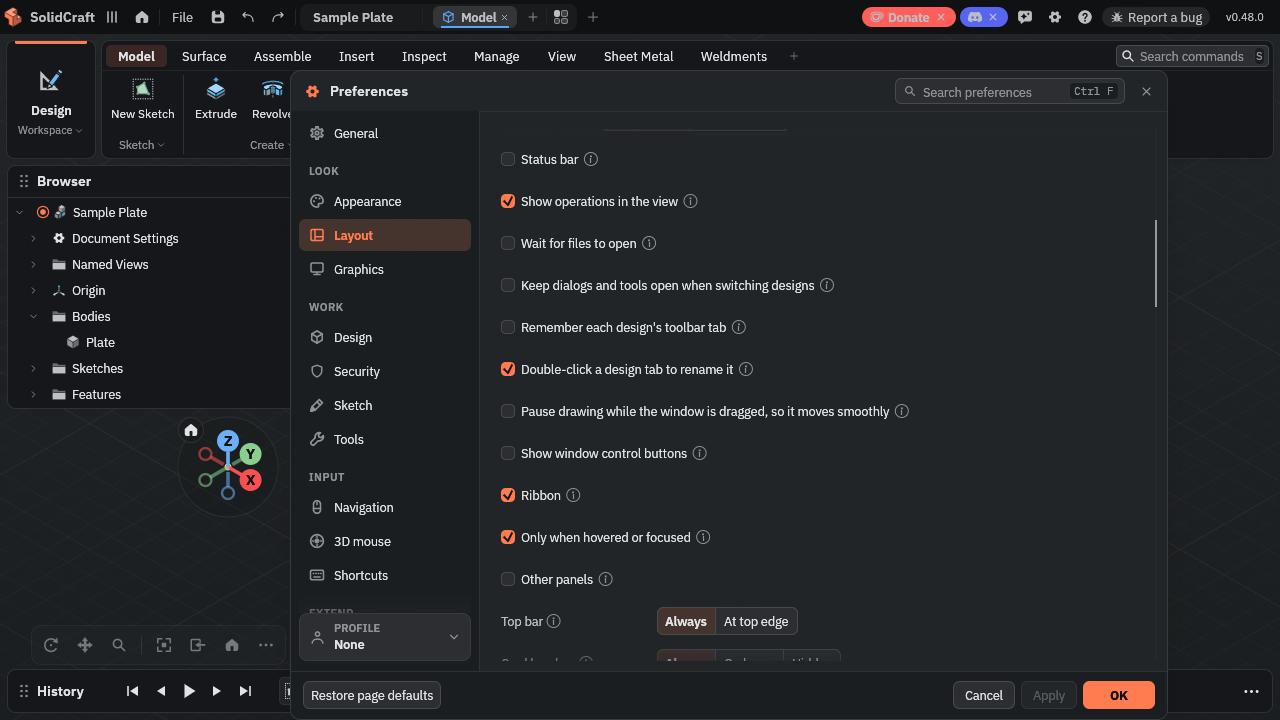 SolidCraft
File
Sample Plate
Model
Donate
Report a bug
v0.48.0
Model
Surface
Assemble
Insert
Inspect
Manage
View
Sheet Metal
Weldments
Search commands
S
Design
Workspace
New Sketch
Extrude
Revolve
Sketch
Create
Preferences
Search preferences
Ctrl F
Browser
Sample Plate
Document Settings
Named Views
Origin
Bodies
Plate
Sketches
Features
Z
Y
X
General
LOOK
Appearance
Layout
Graphics
WORK
Design
Security
Sketch
Tools
INPUT
Navigation
3D mouse
Shortcuts
EXTEND
PROFILE
None
Status bar
Show operations in the view
Wait for files to open
Keep dialogs and tools open when switching designs
Remember each design's toolbar tab
Double-click a design tab to rename it
Pause drawing while the window is dragged, so it moves smoothly
Show window control buttons
Ribbon
Only when hovered or focused
Other panels
Top bar
Always
At top edge
History
Restore page defaults
Cancel
Apply
OK